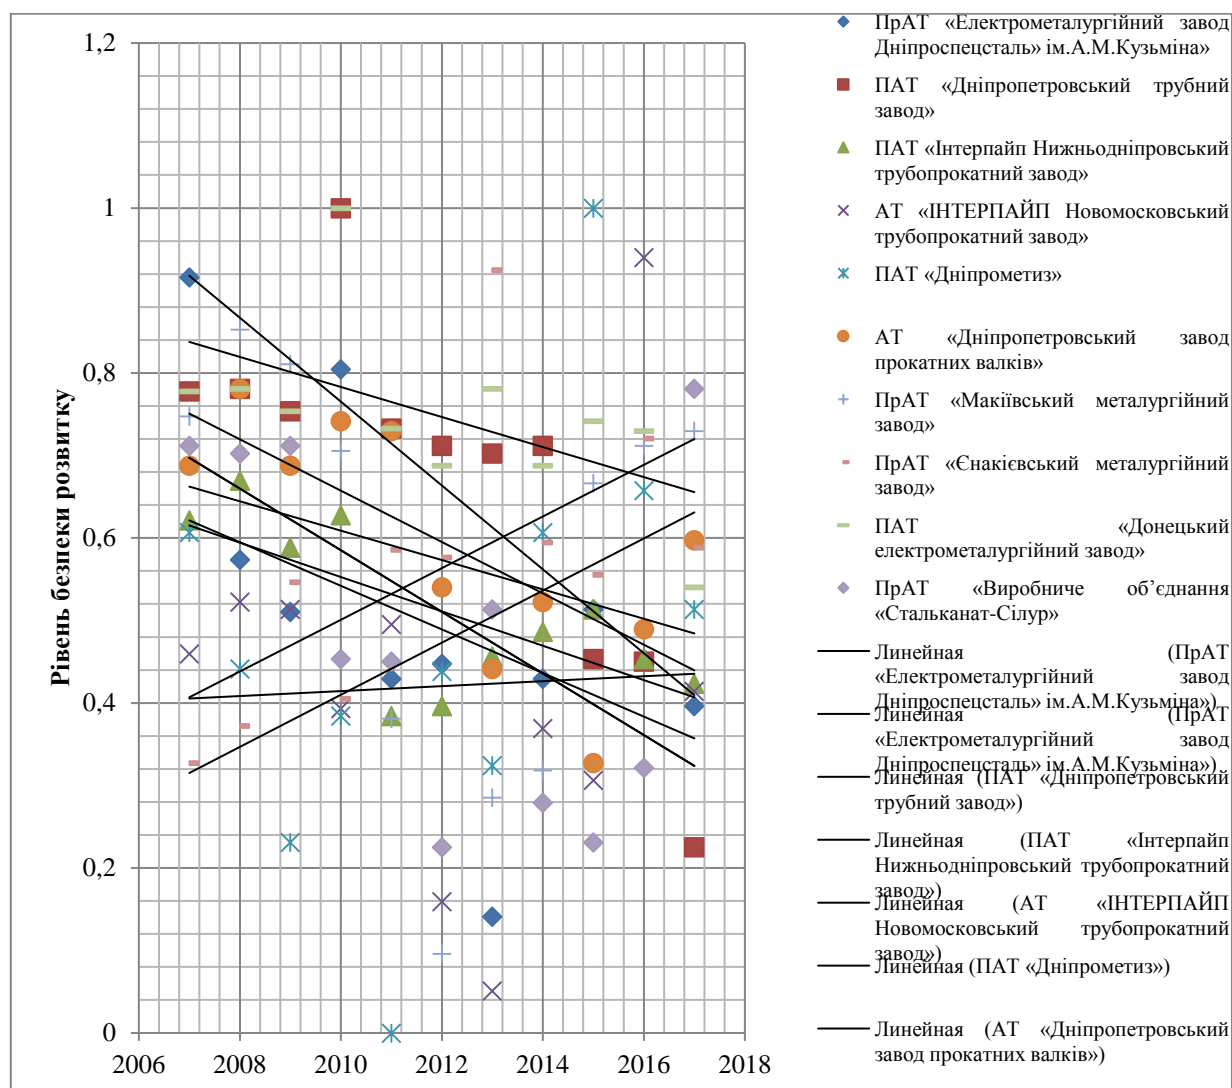 1,2
1
0,8
0,6
0,4
0,2
0
Рівень безпеки розвитку
2006 2008 2010 2012 2014 2016 2018
ПрАТ «Електрометалургійний завод
Дніпроспецсталь» ім.А.М.Кузьміна»
ПАТ «Дніпропетровський трубний
завод»
ПАТ «Інтерпайп Нижньодніпровський
трубопрокатний завод»
АТ «ІНТЕРПАЙП Новомосковський
трубопрокатний завод»
ПАТ «Дніпрометиз»
АТ «Дніпропетровський завод
прокатних валків»
ПрАТ «Макіївський металургійний
завод»
ПрАТ «Єнакієвський металургійний
завод»
ПАТ «Донецький
електрометалургійний завод»
ПрАТ «Виробниче об’єднання
«Стальканат-Сілур»
Линейная (ПрАТ
«Електрометалургійний завод
Дніпроспецсталь» ім.А.М.Кузьміна»)
Линейная (ПрАТ
«Електрометалургійний завод
Дніпроспецсталь» ім.А.М.Кузьміна»)
Линейная (ПАТ «Дніпропетровський
трубний завод»)
Линейная (ПАТ «Інтерпайп
Нижньодніпровський трубопрокатний
завод»)
Линейная (АТ «ІНТЕРПАЙП
Новомосковський трубопрокатний
завод»)
Линейная (ПАТ «Дніпрометиз»)
Линейная (АТ «Дніпропетровський
завод прокатних валків»)